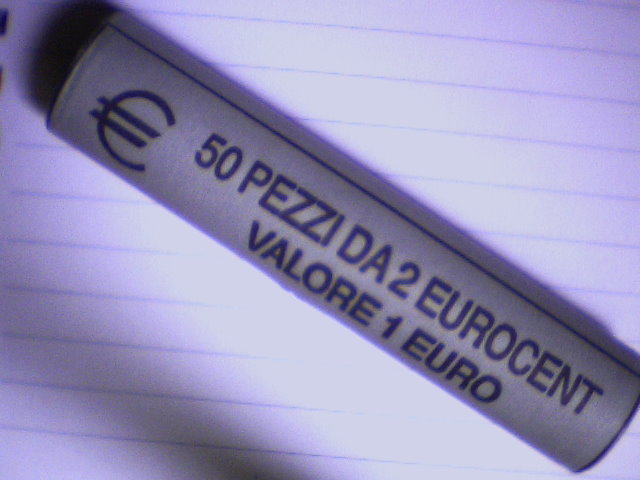 € 50 PEZZI DA 2 EUROCENT
VALORE 1 EURO